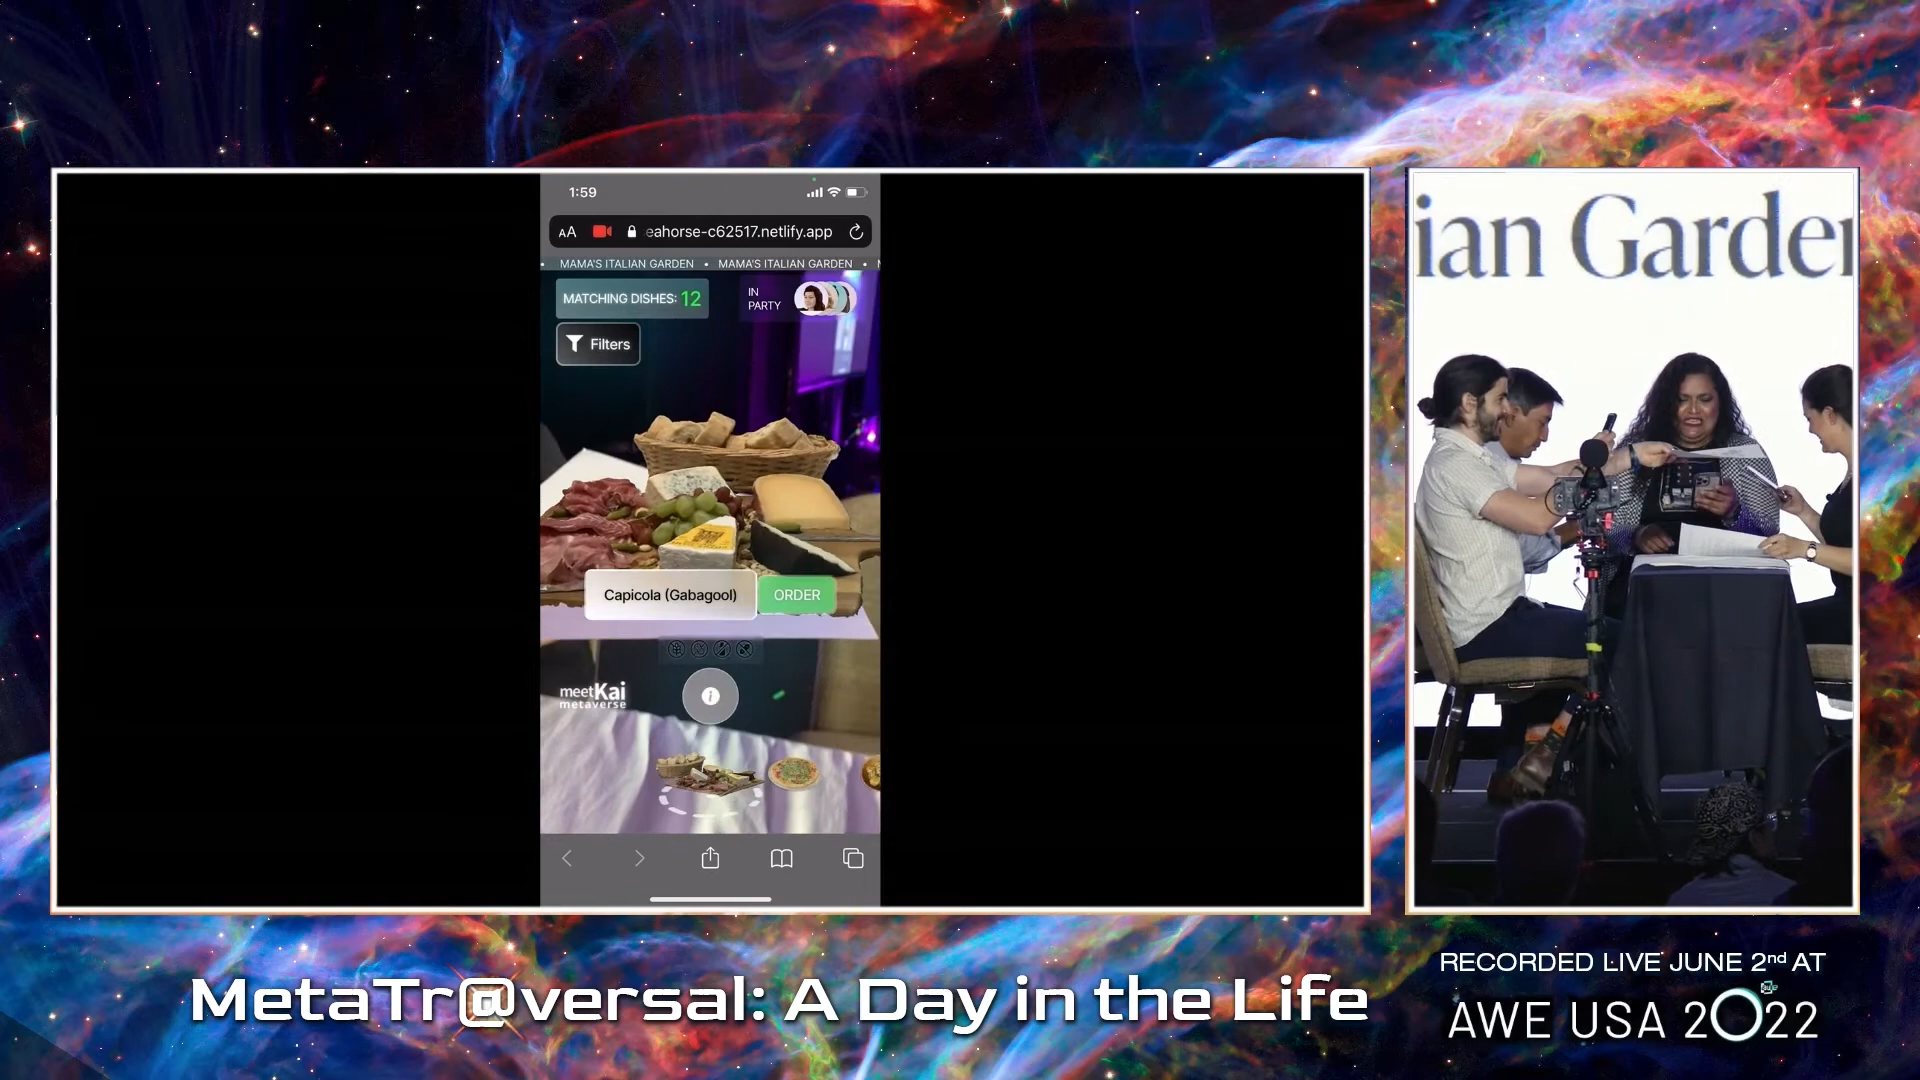 1:59
AA
eahorse-c62517.netlify.app
• MAMA'S ITALIAN GARDEN • MAMA'S ITALIAN GARDEN •
MATCHING DISHES: 12
IN
PARTY
Filters
Capicola (Gabagool)
ORDER
meetKai
metaverse
ian Garden
MetaTr@versal: A Day in the Life
RECORDED LIVE JUNE 2nd AT
AWE USA 2022